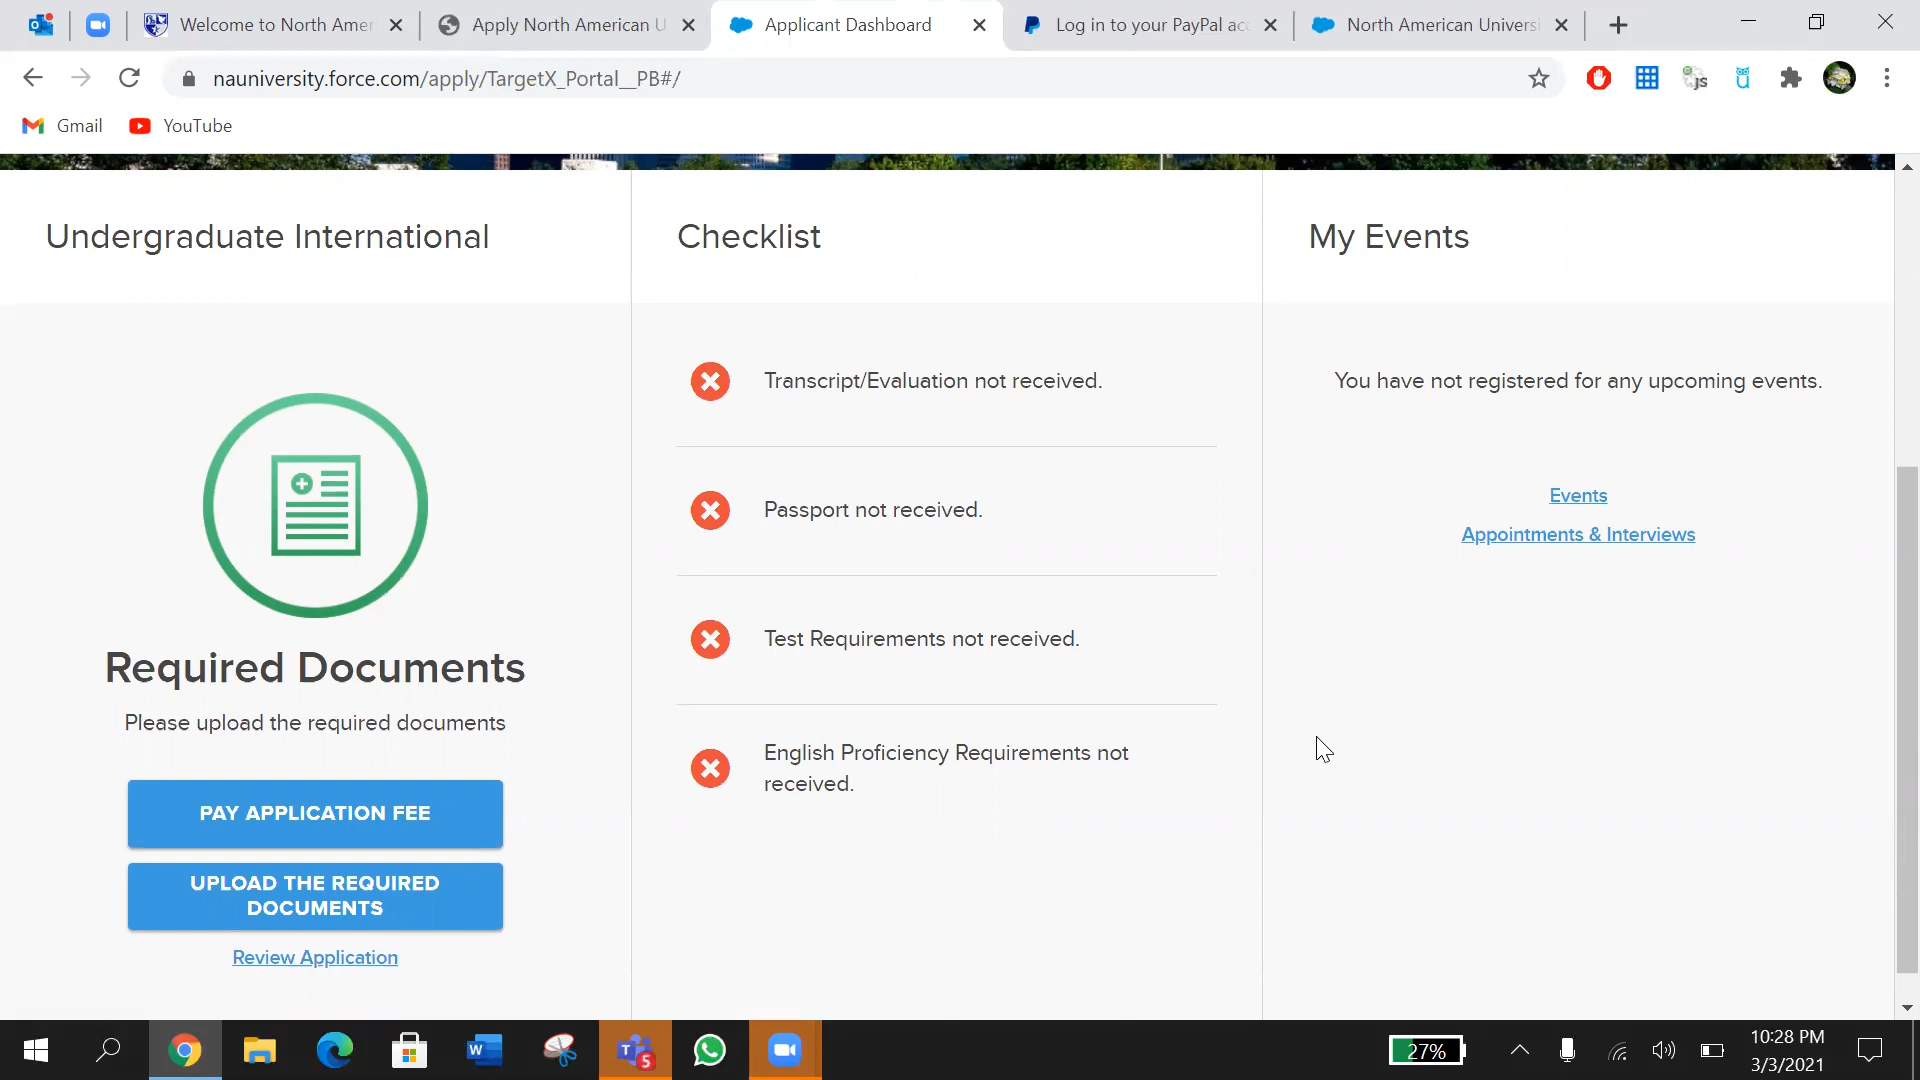 Welcome to North Amer
Apply North American U
Applicant Dashboard
Log in to your PayPal acc
North American Universi
nauniversity.force.com/apply/TargetX_Portal__PB#/
JS
Gmail
YouTube
Undergraduate International
Checklist
My Events
Transcript/Evaluation not received.
You have not registered for any upcoming events.
Passport not received.
Events
Appointments & Interviews
Test Requirements not received.
Required Documents
Please upload the required documents
English Proficiency Requirements not
received.
PAY APPLICATION FEE
UPLOAD THE REQUIRED
DOCUMENTS
Review Application
W
T
5
27%
10:28 PM
3/3/2021